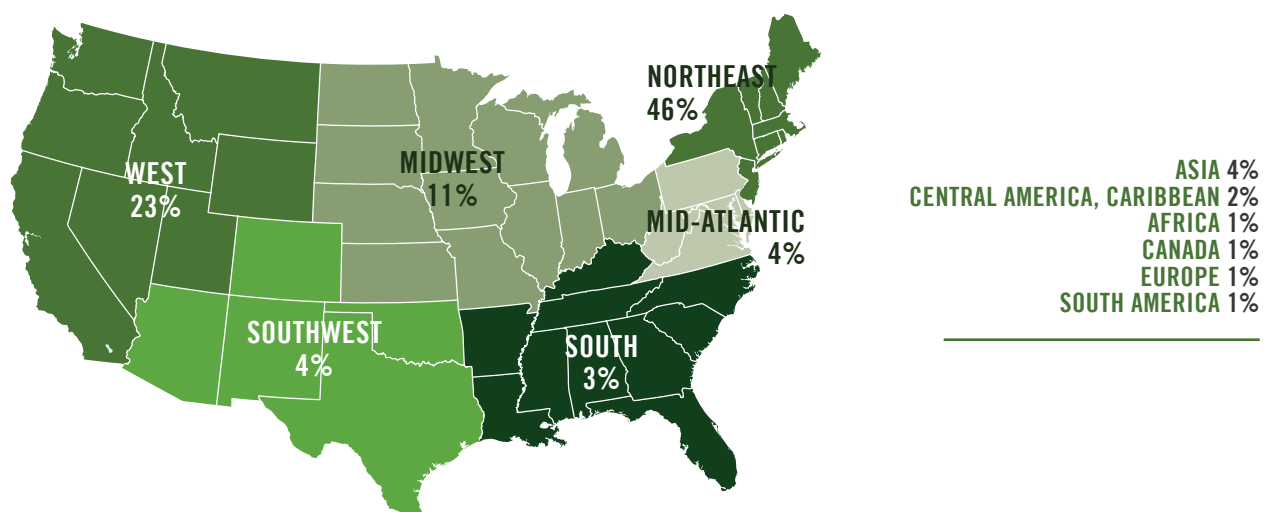 NORTHEAST
46%
WEST
23%
MIDWEST
11%
MID-ATLANTIC
4%
SOUTHWEST
4%
SOUTH
3%
ASIA 4%
CENTRAL AMERICA, CARIBBEAN 2%
AFRICA 1%
CANADA 1%
EUROPE 1%
SOUTH AMERICA 1%